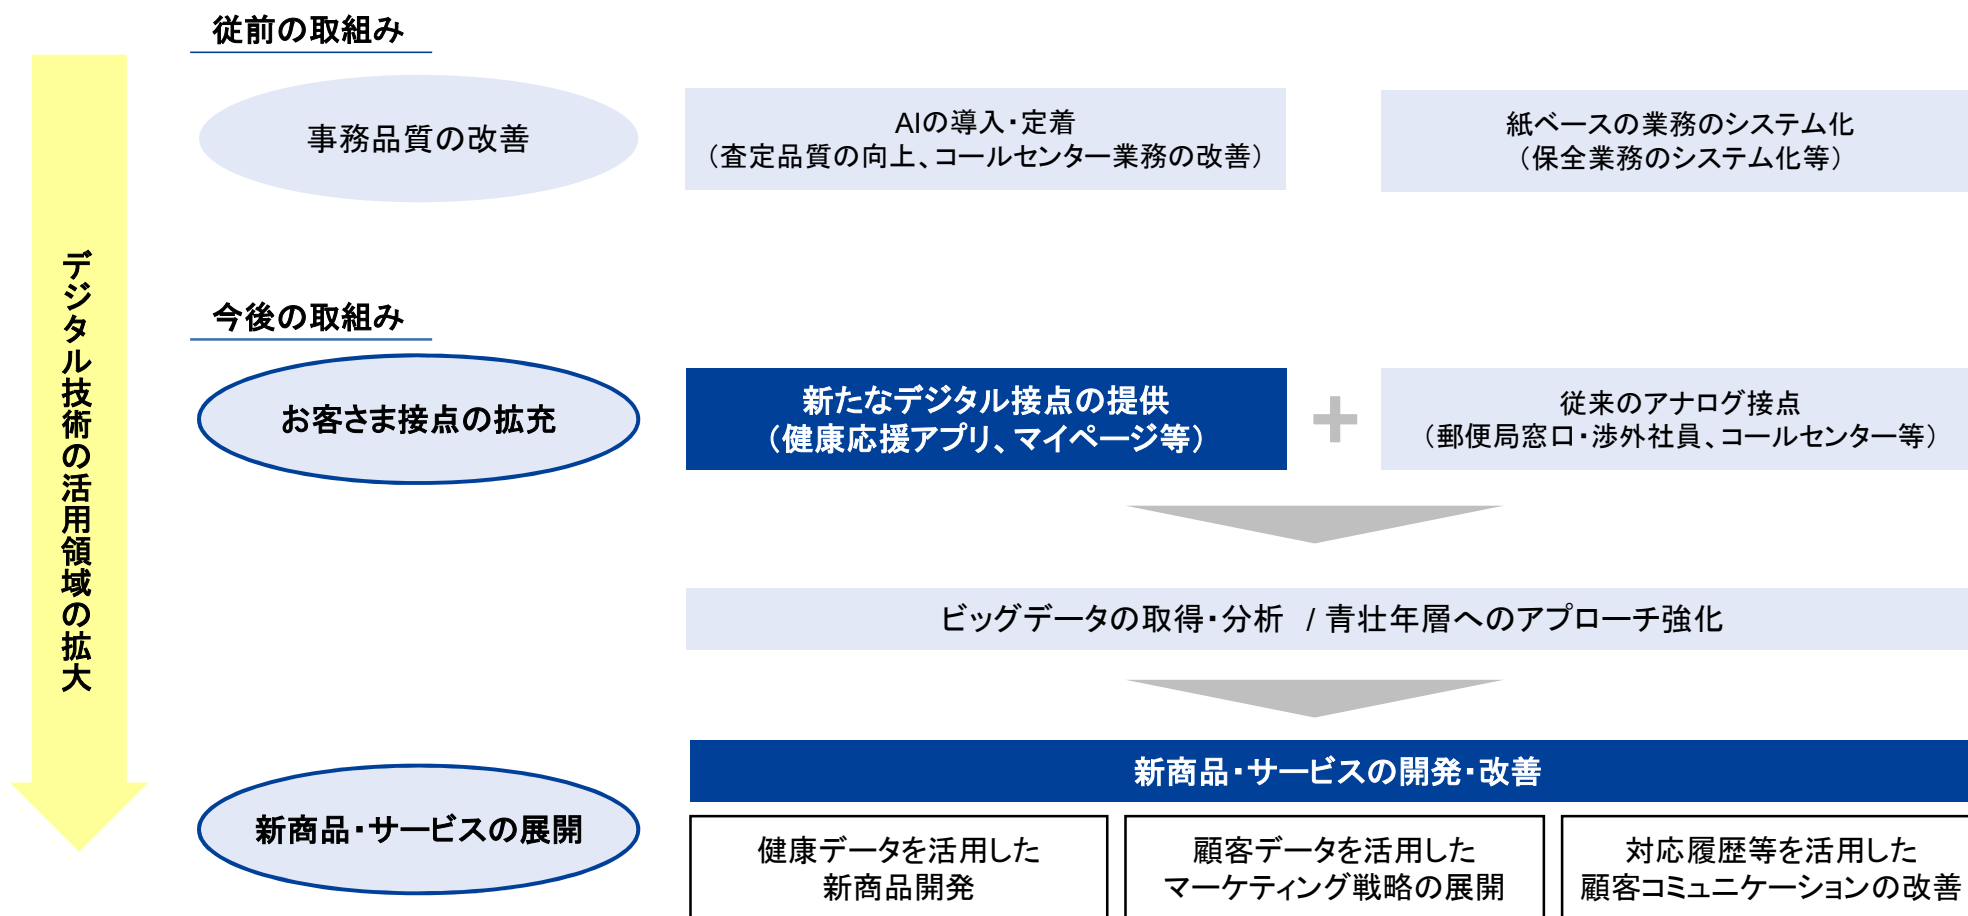 従前の取組み
事務品質の改善
AIの導入・定着
（査定品質の向上、コールセンター業務の改善）
紙ベースの業務のシステム化
（保全業務のシステム化等）
デジタル技術の活用領域の拡大
今後の取組み
お客さま接点の拡充
新たなデジタル接点の提供
（健康応援アプリ、マイページ等）
+
従来のアナログ接点
（郵便局窓口・渉外社員、コールセンター等）
ビッグデータの取得・分析 / 青壮年層へのアプローチ強化
新商品・サービスの展開
新商品・サービスの開発・改善
健康データを活用した
新商品開発
顧客データを活用した
マーケティング戦略の展開
対応履歴等を活用した
顧客コミュニケーションの改善